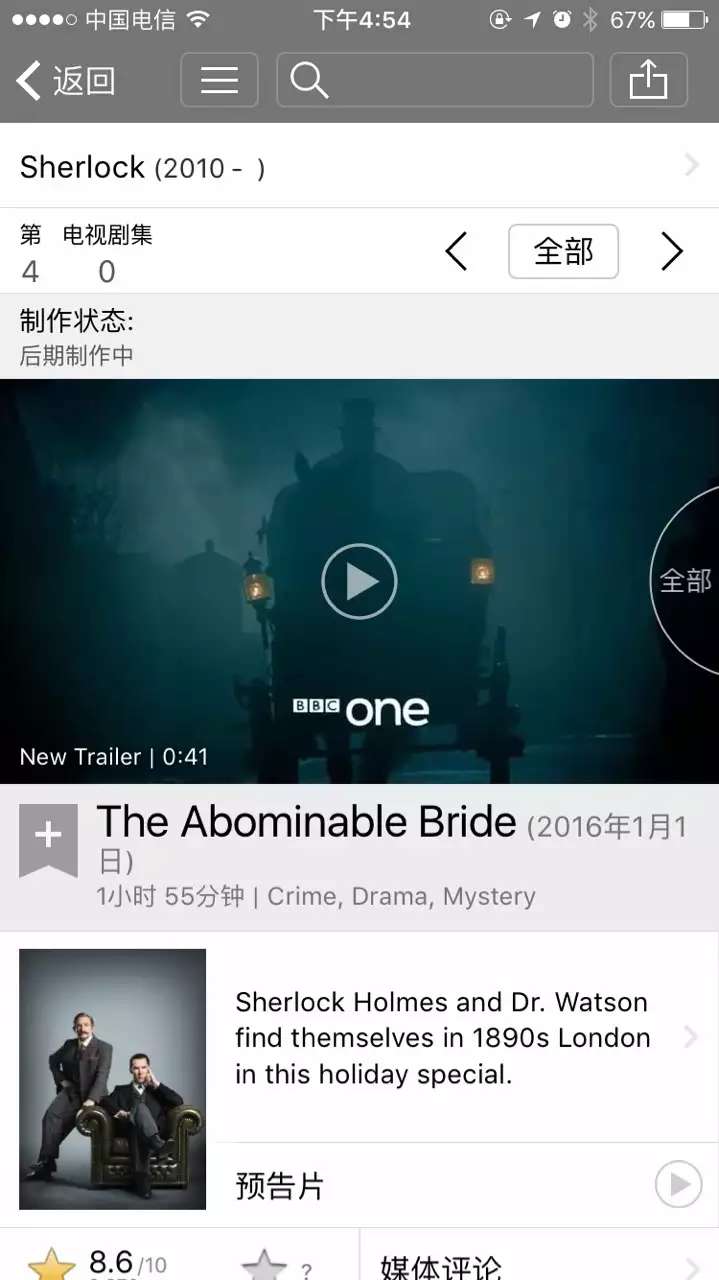 中国电信 下午4:54 67%
返回
Sherlock (2010 - )
第 电视剧集
4 0
全部
制作状态:
后期制作中
全部
BBC one
New Trailer | 0:41
The Abominable Bride (2016年1月1
日)
1小时 55分钟 | Crime, Drama, Mystery
Sherlock Holmes and Dr. Watson
find themselves in 1890s London
in this holiday special.
预告片
8.6/10
?
媒体评论